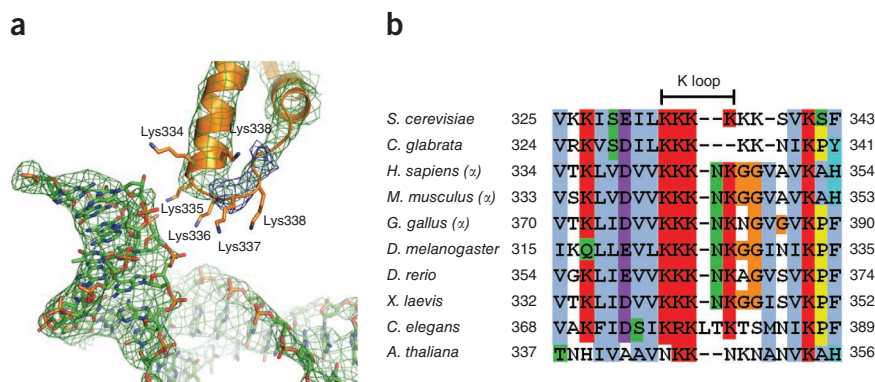 a
Lys334
Lys338
Lys335
Lys336
Lys337
Lys338
b
K loop
S. cerevisiae 325 VKKISEILKKK--KKK-SVKSF 343
C. glabrata 324 VRKVSDILKKK---KK-NIKPY 341
H. sapiens (α) 334 VTKLVDVVKKK-NKGGVAVKAH 354
M. musculus (α) 333 VSKLVDVVKKK-NKGGVAVKAH 353
G. gallus (α) 370 VTKLIDVVKKK-NKNGVGVKPF 390
D. melanogaster 315 IKQLLEVLKKK-NKGGINIKPF 335
D. rerio 354 VGKLIEVVKKK-NKAGVSVKPF 374
X. laevis 332 VTKLIDVVKKK-NKGGISVKPF 352
C. elegans 368 VAKFIDSIKRKLTKTSMNIKPF 389
A. thaliana 337 TNHIVAAVNKK--NKNANVKAH 356